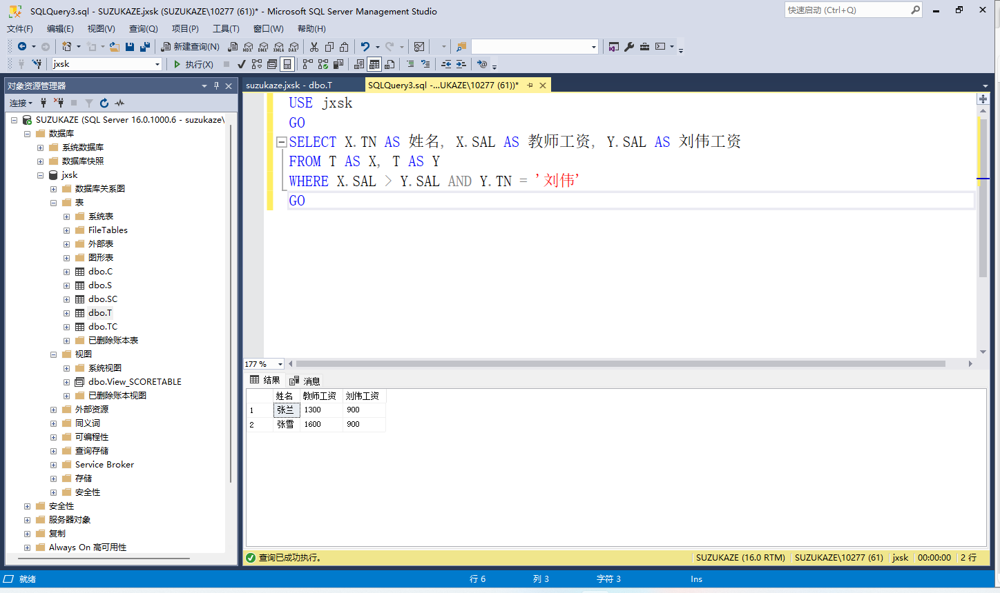 SQLQuery3.sql - SUZUKAZE.jxsk (SUZUKAZE\10277 (61))* - Microsoft SQL Server Management Studio
快速启动 (Ctrl+Q)
文件(F) 编辑(E) 视图(V) 查询(Q) 项目(P) 工具(T) 窗口(W) 帮助(H)
新建查询(N) MDX DMX XMLA DAX
jxsk 执行(X)
对象资源管理器
连接
SUZUKAZE (SQL Server 16.0.1000.6 - suzukaze\
数据库
系统数据库
数据库快照
jxsk
数据库关系图
表
系统表
FileTables
外部表
图形表
dbo.C
dbo.S
dbo.SC
dbo.T
dbo.TC
已删除账本表
视图
系统视图
dbo.View_SCORETABLE
已删除账本视图
外部资源
同义词
可编程性
查询存储
Service Broker
存储
安全性
安全性
服务器对象
复制
Always On 高可用性
suzukaze.jxsk - dbo.T
SQLQuery3.sql -...UKAZE\10277 (61))*
USE jxsk
GO
SELECT X.TN AS 姓名, X.SAL AS 教师工资, Y.SAL AS 刘伟工资
FROM T AS X, T AS Y
WHERE X.SAL > Y.SAL AND Y.TN = '刘伟'
GO
177 %
结果 消息
姓名 教师工资 刘伟工资
1 张兰 1300 900
2 张雪 1600 900
查询已成功执行。
SUZUKAZE (16.0 RTM) SUZUKAZE\10277 (61) jxsk 00:00:00 2 行
就绪 行 6 列 3 字符 3 Ins